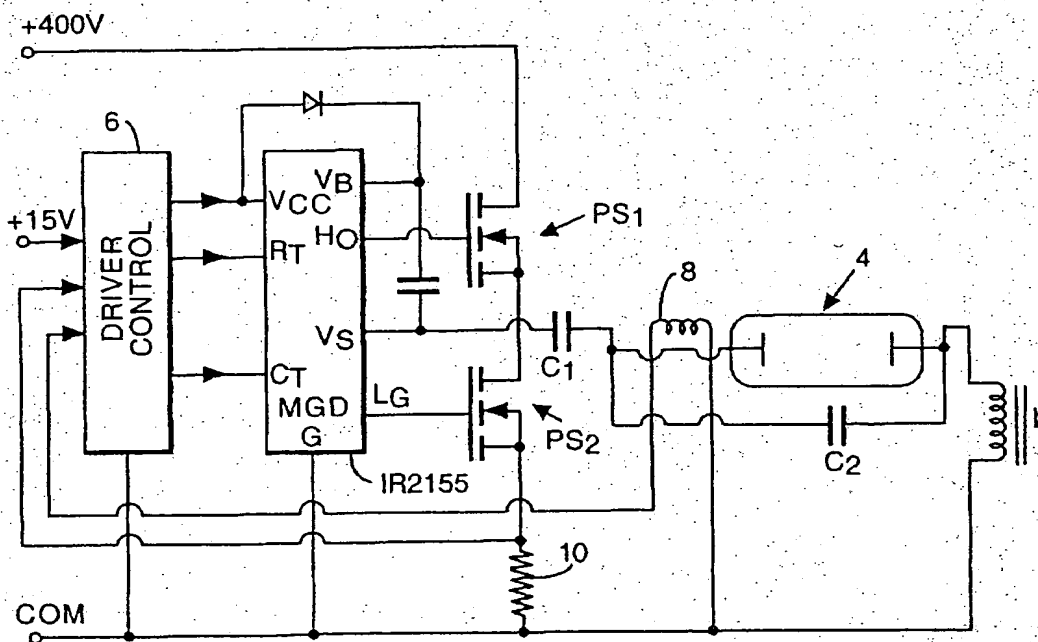 +400V
6
+15V
DRIVER
CONTROL
VCC
RT
CT
MGD
G
VB
HO
VS
LG
IR2155
PS1
PS2
C1
8
4
C2
10
COM